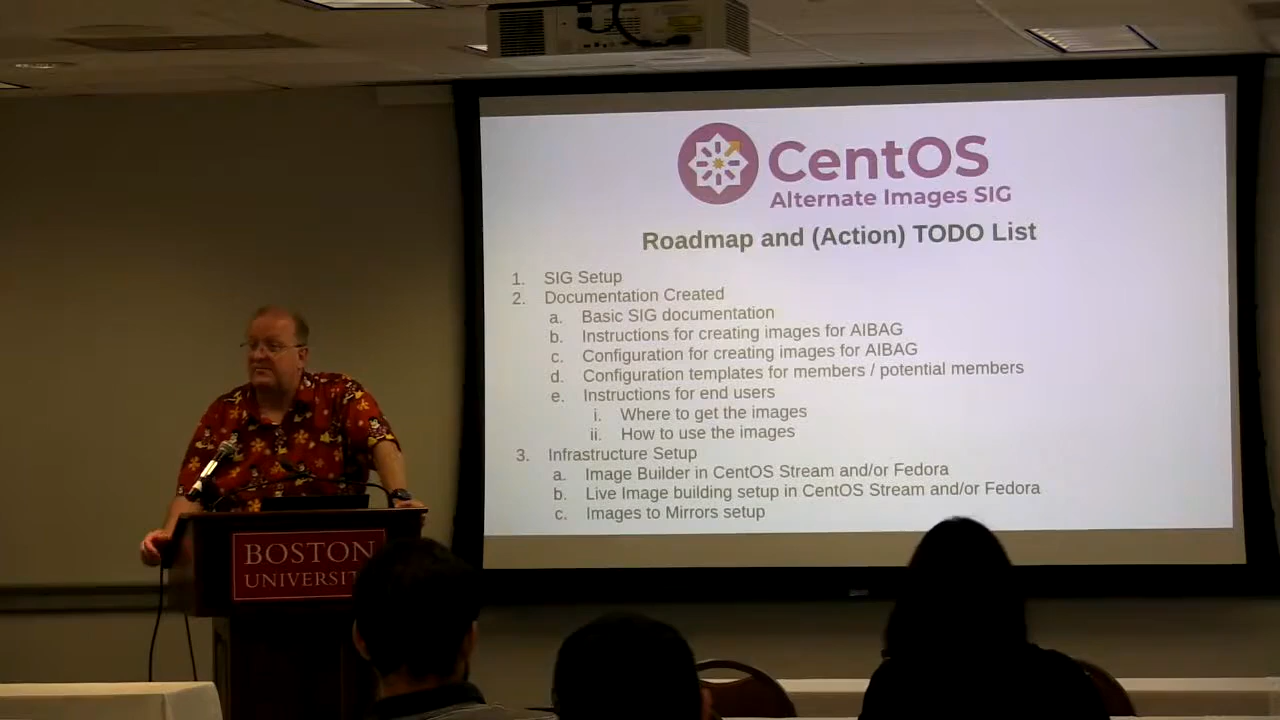 CentOS
Alternate Images SIG
Roadmap and (Action) TODO List
1. SIG Setup
2. Documentation Created
a. Basic SIG documentation
b. Instructions for creating images for AIBAG
c. Configuration for creating images for AIBAG
d. Configuration templates for members / potential members
e. Instructions for end users
i. Where to get the images
ii. How to use the images
3. Infrastructure Setup
a. Image Builder in CentOS Stream and/or Fedora
b. Live Image building setup in CentOS Stream and/or Fedora
c. Images to Mirrors setup
BOSTON
UNIVERSITY